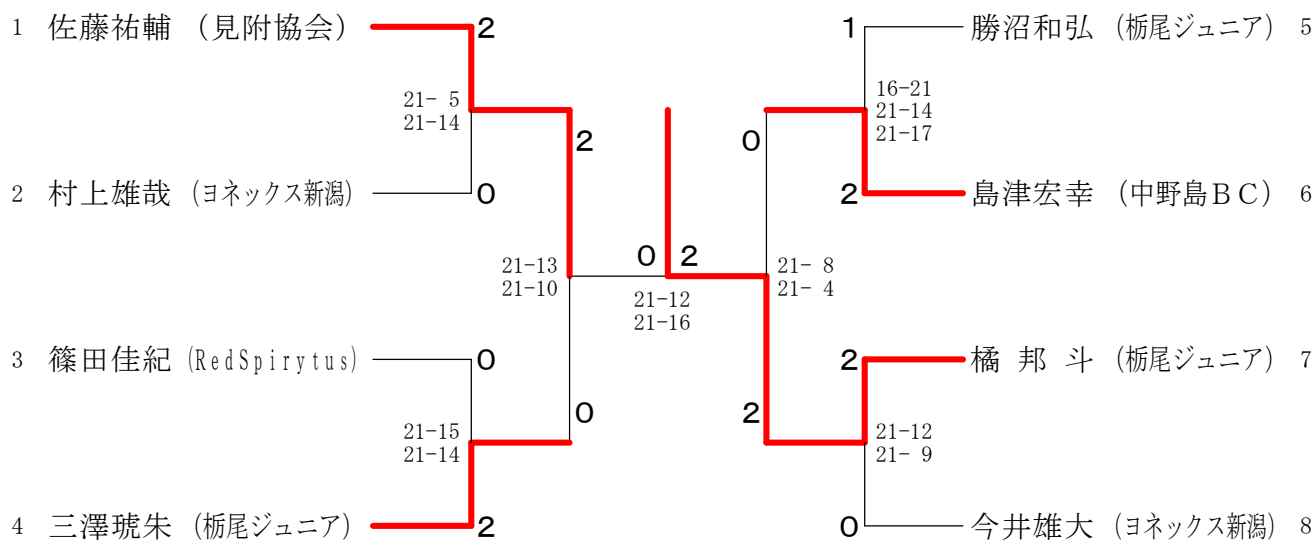 1 佐藤祐輔 (見附協会) 2
21- 5
21-14
2 村上雄哉 (ヨネックス新潟) 0
2
21-13
21-10
3 篠田佳紀 (RedSpirytus) 0
21-15
21-14
0
4 三澤琥朱 (栃尾ジュニア) 2
0 2
21-12
21-16
1 勝沼和弘 (栃尾ジュニア) 5
16-21
21-14
21-17
0
2 島津宏幸 (中野島BC) 6
21- 8
21- 4
2 橘 邦 斗 (栃尾ジュニア) 7
2
21-12
21- 9
0 今井雄大 (ヨネックス新潟) 8